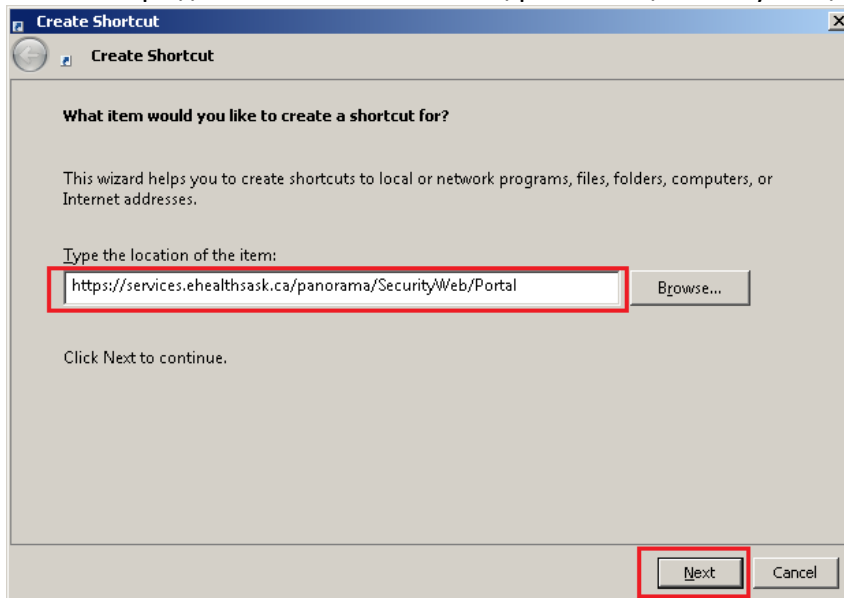 Create Shortcut
Create Shortcut
What item would you like to create a shortcut for?
This wizard helps you to create shortcuts to local or network programs, files, folders, computers, or
Internet addresses.
Type the location of the item:
https://services.ehealthsask.ca/panorama/SecurityWeb/Portal
Browse...
Click Next to continue.
Next
Cancel